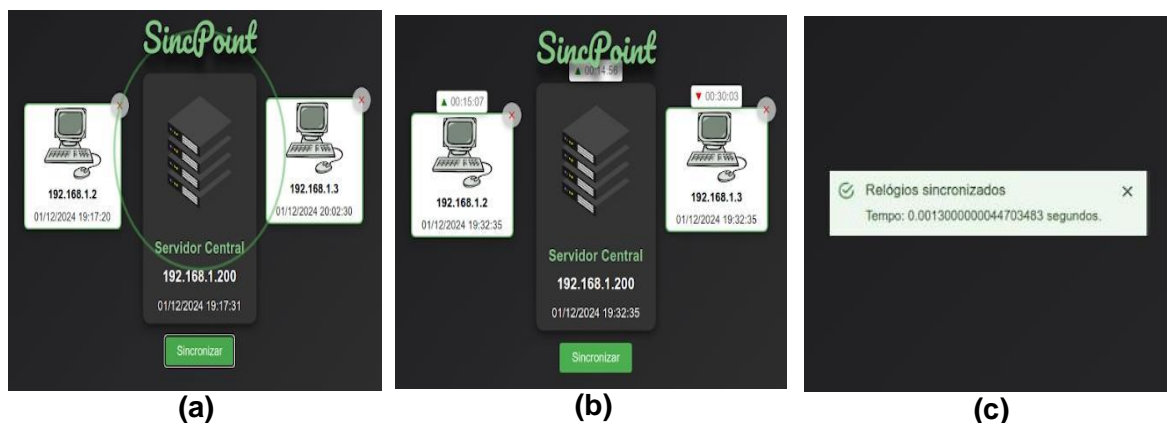 SincPoint
X
192.168.1.2
01/12/2024 19:17:20
X
192.168.1.3
01/12/2024 20:02:30
Servidor Central
192.168.1.200
01/12/2024 19:17:31
Sincronizar
(a)
SincPoint
▲ 00:14:56
▲ 00:15:07
X
192.168.1.2
01/12/2024 19:32:35
▼ 00:30:03
X
192.168.1.3
01/12/2024 19:32:35
Servidor Central
192.168.1.200
01/12/2024 19:32:35
Sincronizar
(b)
Relógios sincronizados
Tempo: 0.0013000000044703483 segundos.
(c)